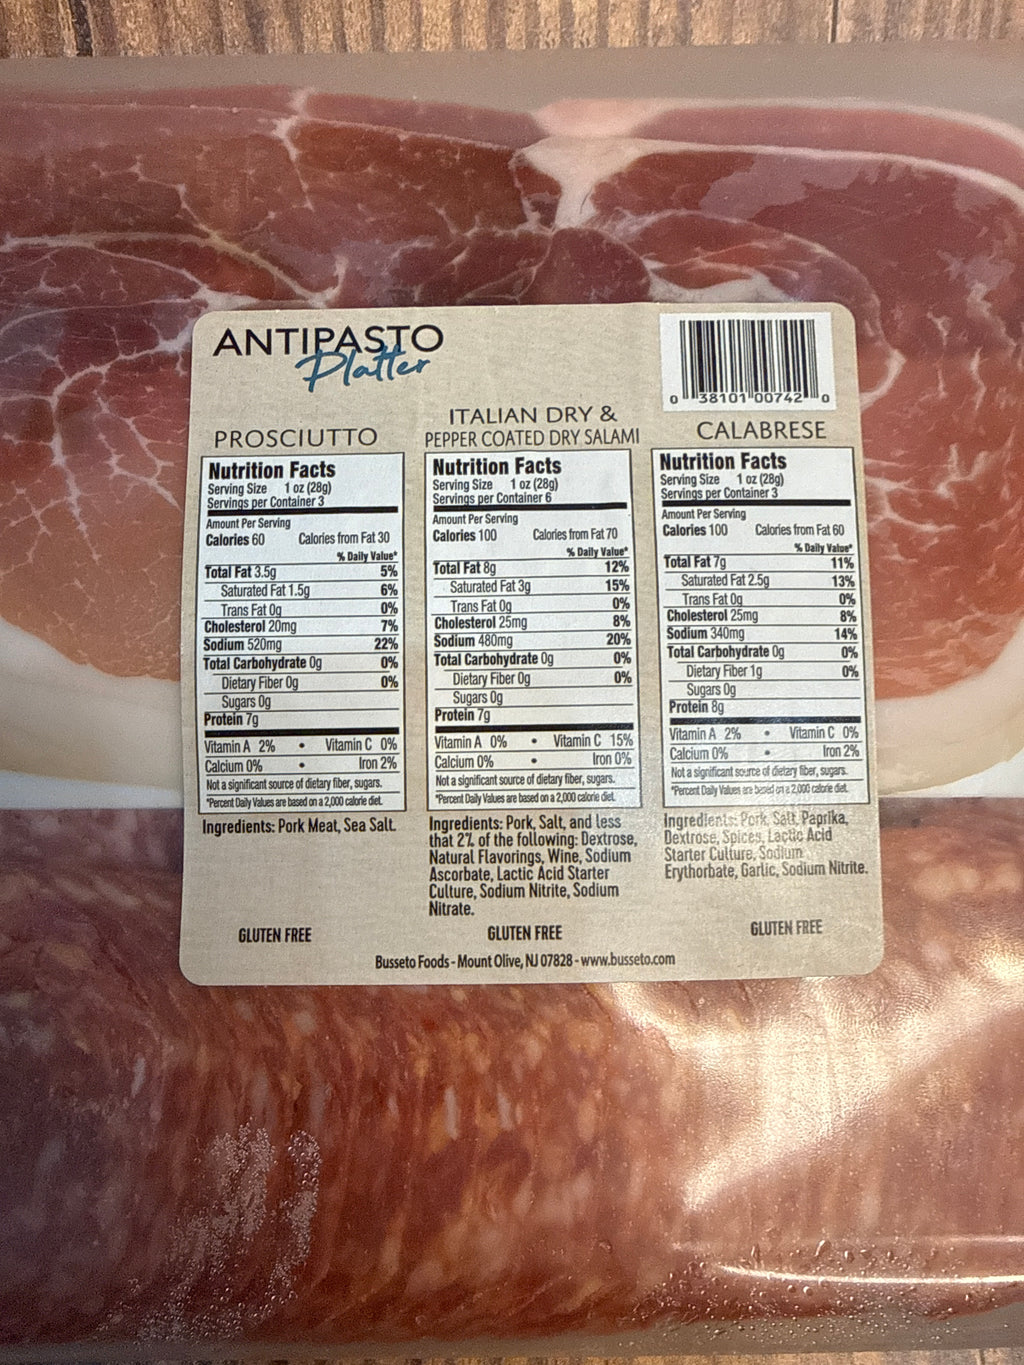 ANTIPASTO
Platter
0 38101 00742 0
PROSCIUTTO
Nutrition Facts
Serving Size 1 oz (28g)
Servings per Container 3
Amount Per Serving
Calories 60 Calories from Fat 30
% Daily Value*
Total Fat 3.5g 5%
Saturated Fat 1.5g 6%
Trans Fat 0g 0%
Cholesterol 20mg 7%
Sodium 520mg 22%
Total Carbohydrate 0g 0%
Dietary Fiber 0g 0%
Sugars 0g
Protein 7g
Vitamin A 2% • Vitamin C 0%
Calcium 0% • Iron 2%
Not a significant source of dietary fiber, sugars.
*Percent Daily Values are based on a 2,000 calorie diet.
Ingredients: Pork Meat, Sea Salt.
GLUTEN FREE
ITALIAN DRY &
PEPPER COATED DRY SALAMI
Nutrition Facts
Serving Size 1 oz (28g)
Servings per Container 6
Amount Per Serving
Calories 100 Calories from Fat 70
% Daily Value*
Total Fat 8g 12%
Saturated Fat 3g 15%
Trans Fat 0g 0%
Cholesterol 25mg 8%
Sodium 480mg 20%
Total Carbohydrate 0g 0%
Dietary Fiber 0g 0%
Sugars 0g
Protein 7g
Vitamin A 0% • Vitamin C 15%
Calcium 0% • Iron 0%
Not a significant source of dietary fiber, sugars.
*Percent Daily Values are based on a 2,000 calorie diet.
Ingredients: Pork, Salt, and less
that 2% of the following: Dextrose,
Natural Flavorings, Wine, Sodium
Ascorbate, Lactic Acid Starter
Culture, Sodium Nitrite, Sodium
Nitrate.
GLUTEN FREE
CALABRESE
Nutrition Facts
Serving Size 1 oz (28g)
Servings per Container 3
Amount Per Serving
Calories 100 Calories from Fat 60
% Daily Value*
Total Fat 7g 11%
Saturated Fat 2.5g 13%
Trans Fat 0g 0%
Cholesterol 25mg 8%
Sodium 340mg 14%
Total Carbohydrate 0g 0%
Dietary Fiber 1g 0%
Sugars 0g
Protein 8g
Vitamin A 2% • Vitamin C 0%
Calcium 0% • Iron 2%
Not a significant source of dietary fiber, sugars.
*Percent Daily Values are based on a 2,000 calorie diet.
Ingredients: Pork, Salt, Paprika,
Dextrose, Spices, Lactic Acid
Starter Culture, Sodium
Erythorbate, Garlic, Sodium Nitrite.
GLUTEN FREE
Busseto Foods - Mount Olive, NJ 07828 - www.busseto.com